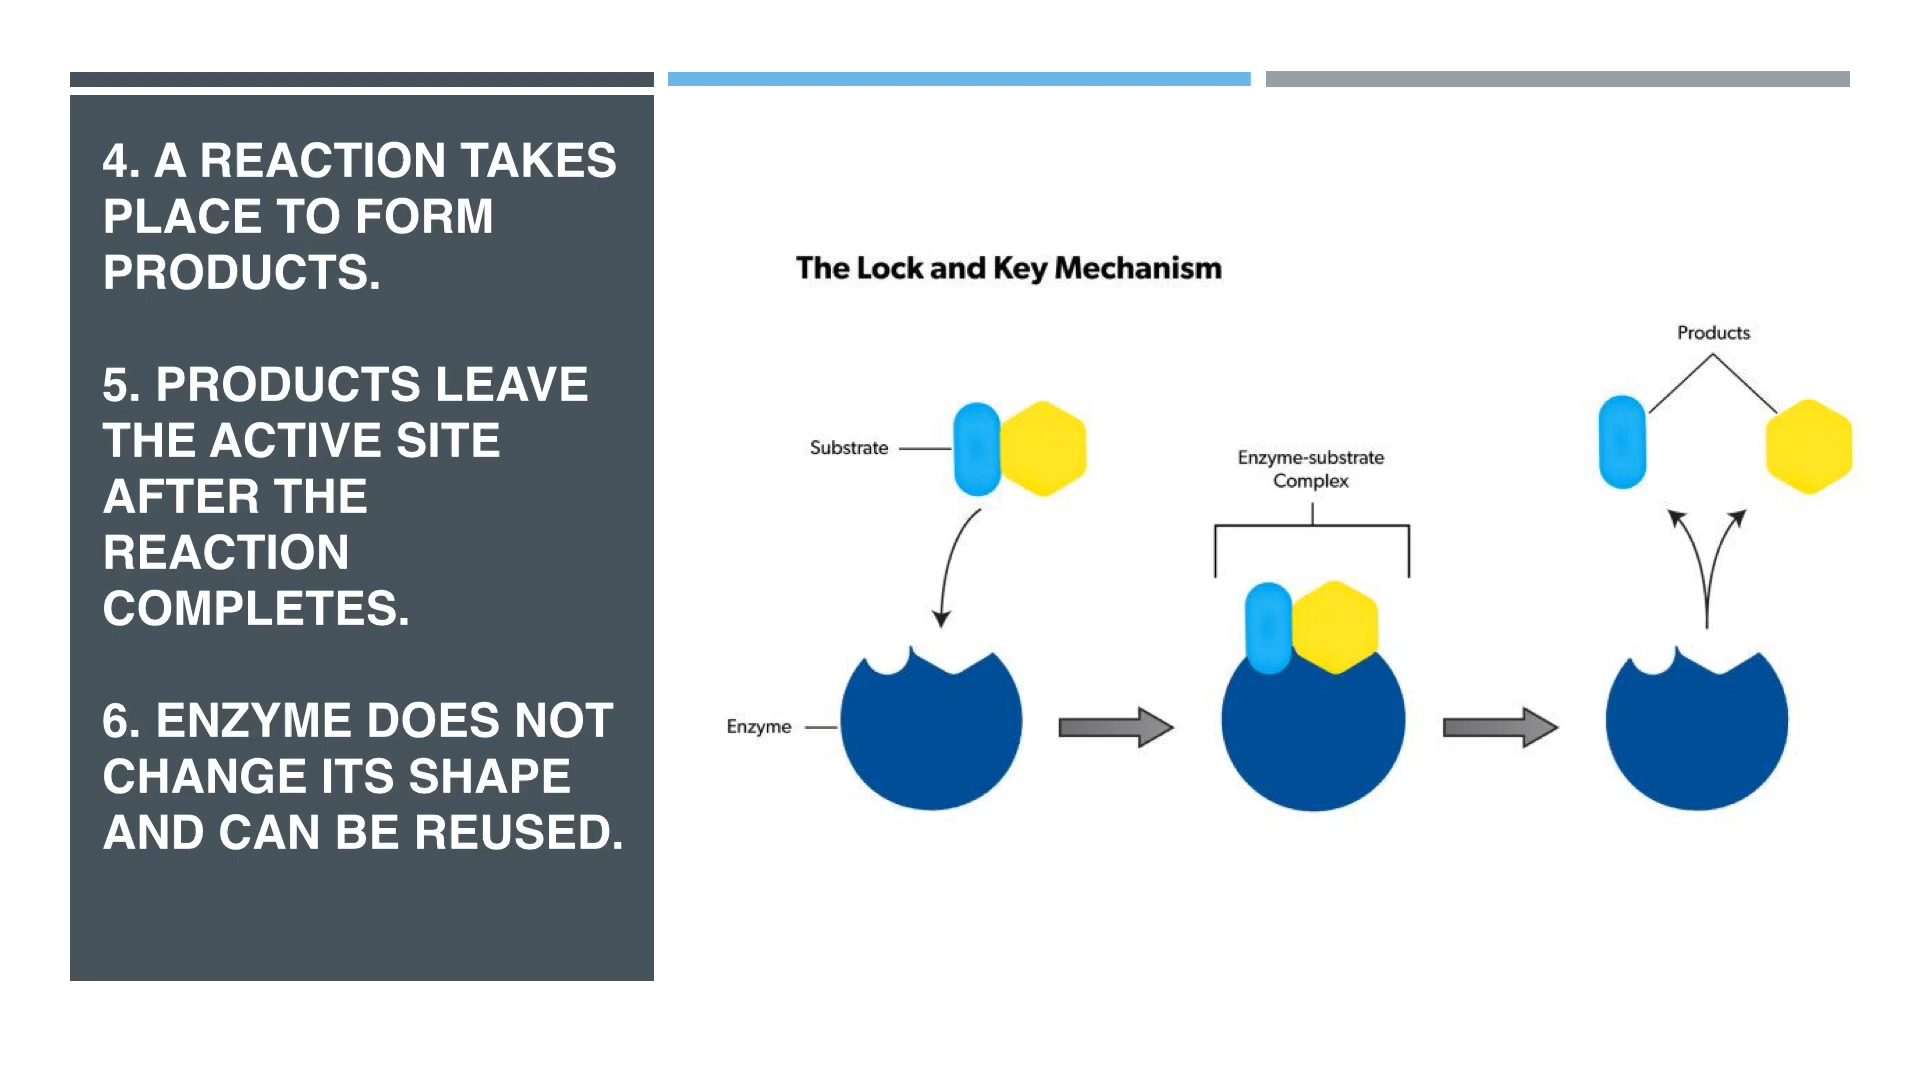 4. A REACTION TAKES
PLACE TO FORM
PRODUCTS.
5. PRODUCTS LEAVE
THE ACTIVE SITE
AFTER THE
REACTION
COMPLETES.
6. ENZYME DOES NOT
CHANGE ITS SHAPE
AND CAN BE REUSED.
The Lock and Key Mechanism
Products
Substrate
Enzyme-substrate
Complex
Enzyme